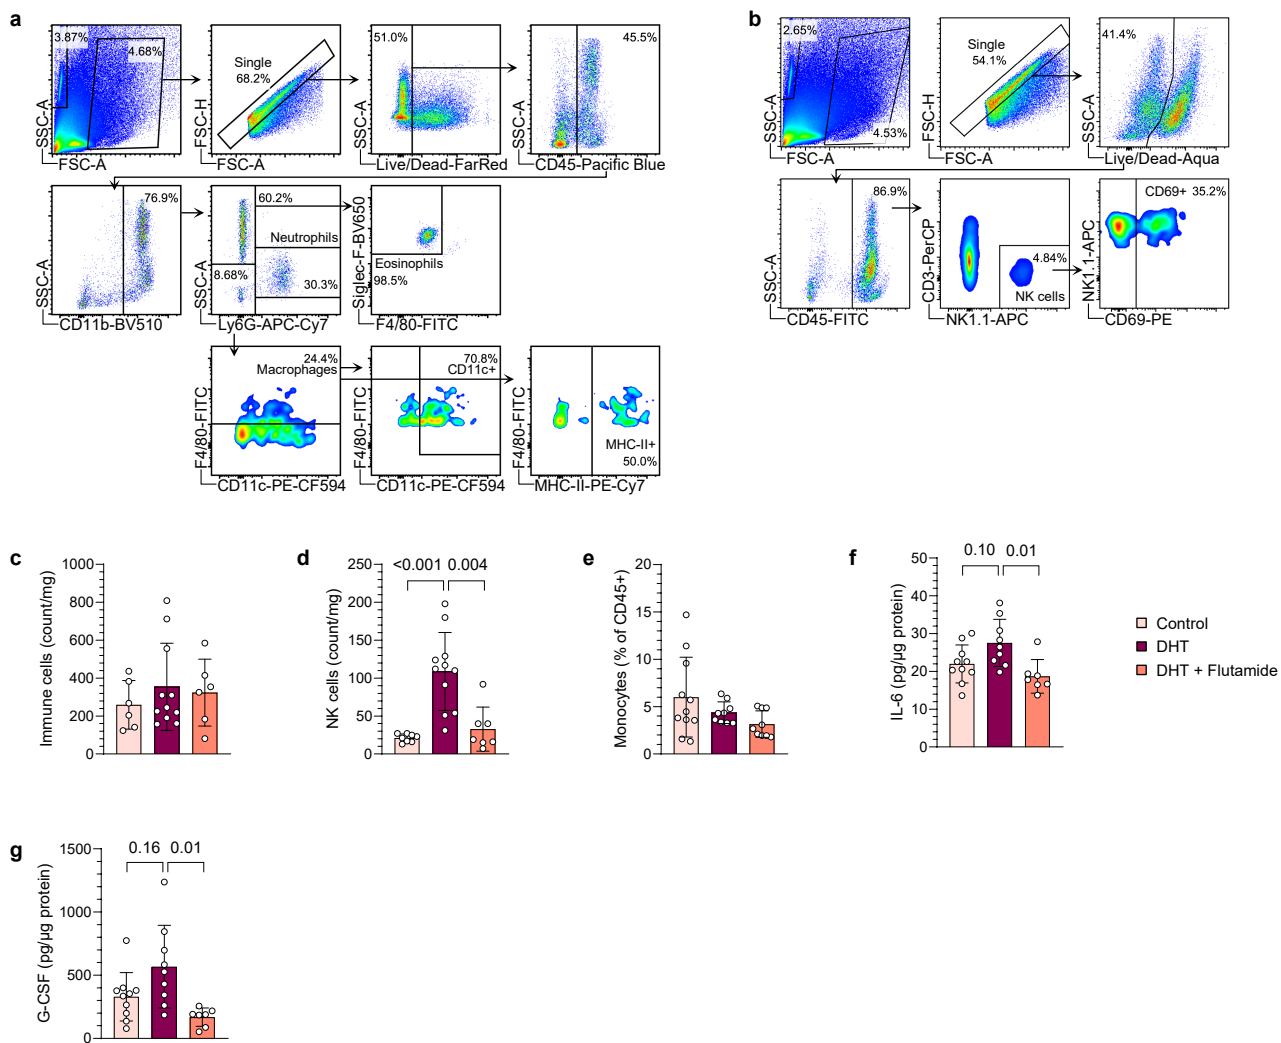 a
3.87%
4.68%
SSC-A
FSC-A
Single
68.2%
FSC-H
FSC-A
51.0%
SSC-A
Live/Dead-FarRed
45.5%
SSC-A
CD45-Pacific Blue
76.9%
SSC-A
CD11b-BV510
60.2%
Neutrophils
8.68%
30.3%
SSC-A
Ly6G-APC-Cy7
Siglec-F-BV650
Eosinophils
98.5%
F4/80-FITC
24.4%
Macrophages
F4/80-FITC
CD11c-PE-CF594
70.8%
CD11c+
F4/80-FITC
CD11c-PE-CF594
F4/80-FITC
MHC-II+
50.0%
MHC-II-PE-Cy7
b
2.65%
4.53%
SSC-A
FSC-A
Single
54.1%
FSC-H
FSC-A
41.4%
SSC-A
Live/Dead-Aqua
86.9%
SSC-A
CD45-FITC
CD3-PerCP
4.84%
NK cells
NK1.1-APC
CD69+ 35.2%
NK1.1-APC
CD69-PE
c
Immune cells (count/mg)
1000
800
600
400
200
0
d
NK cells (count/mg)
<0.001 0.004
250
200
150
100
50
0
e
Monocytes (% of CD45+)
20
15
10
5
0
f
IL-6 (pg/µg protein)
0.10 0.01
50
40
30
20
10
0
Control
DHT
DHT + Flutamide
g
G-CSF (pg/µg protein)
0.16 0.01
1500
1000
500
0